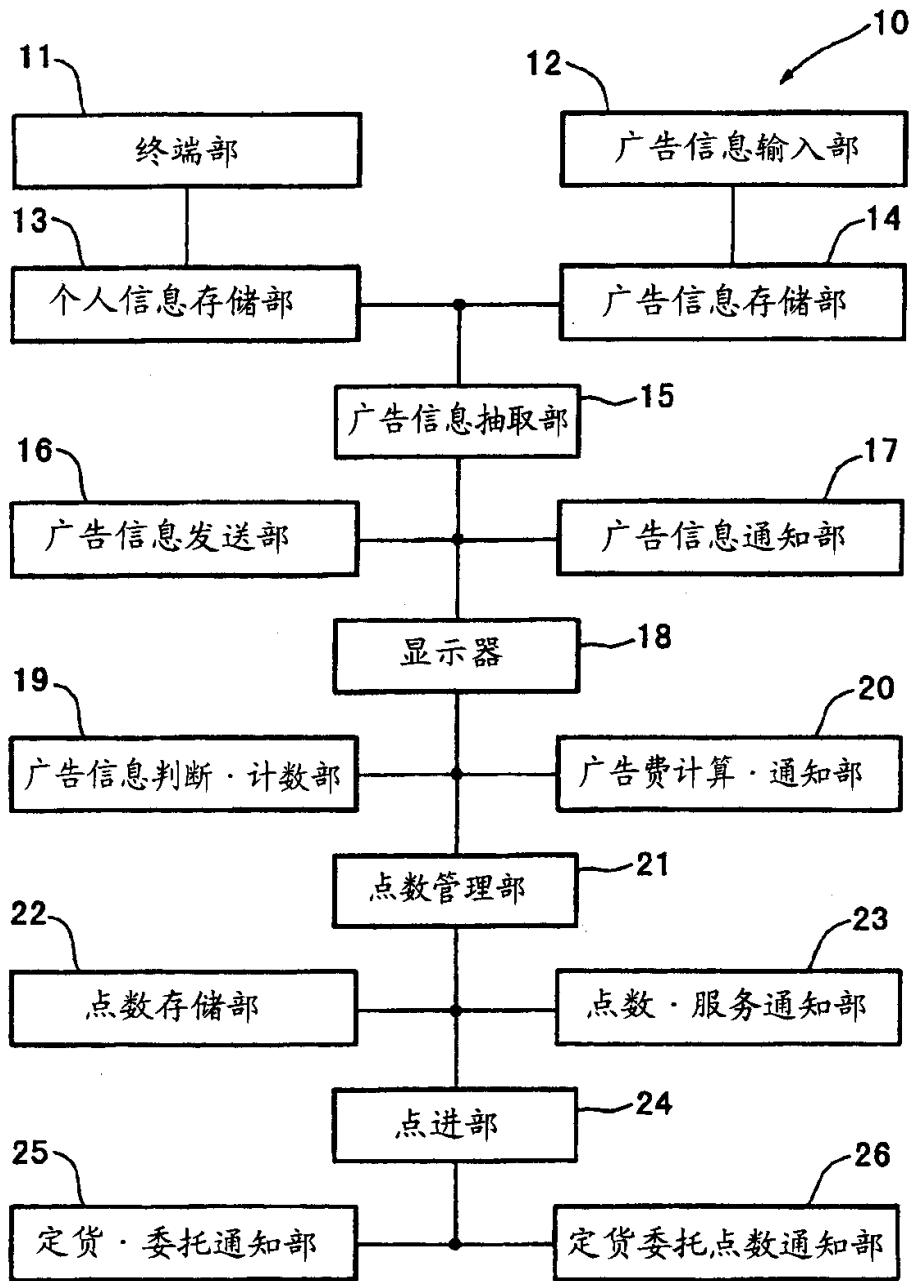 10
11
12
终端部
广告信息输入部
13
14
个人信息存储部
广告信息存储部
15
广告信息抽取部
16
17
广告信息发送部
广告信息通知部
18
显示器
19
20
广告信息判断·计数部
广告费计算·通知部
21
点数管理部
22
23
点数存储部
点数·服务通知部
24
点进部
25
26
定货·委托通知部
定货委托点数通知部